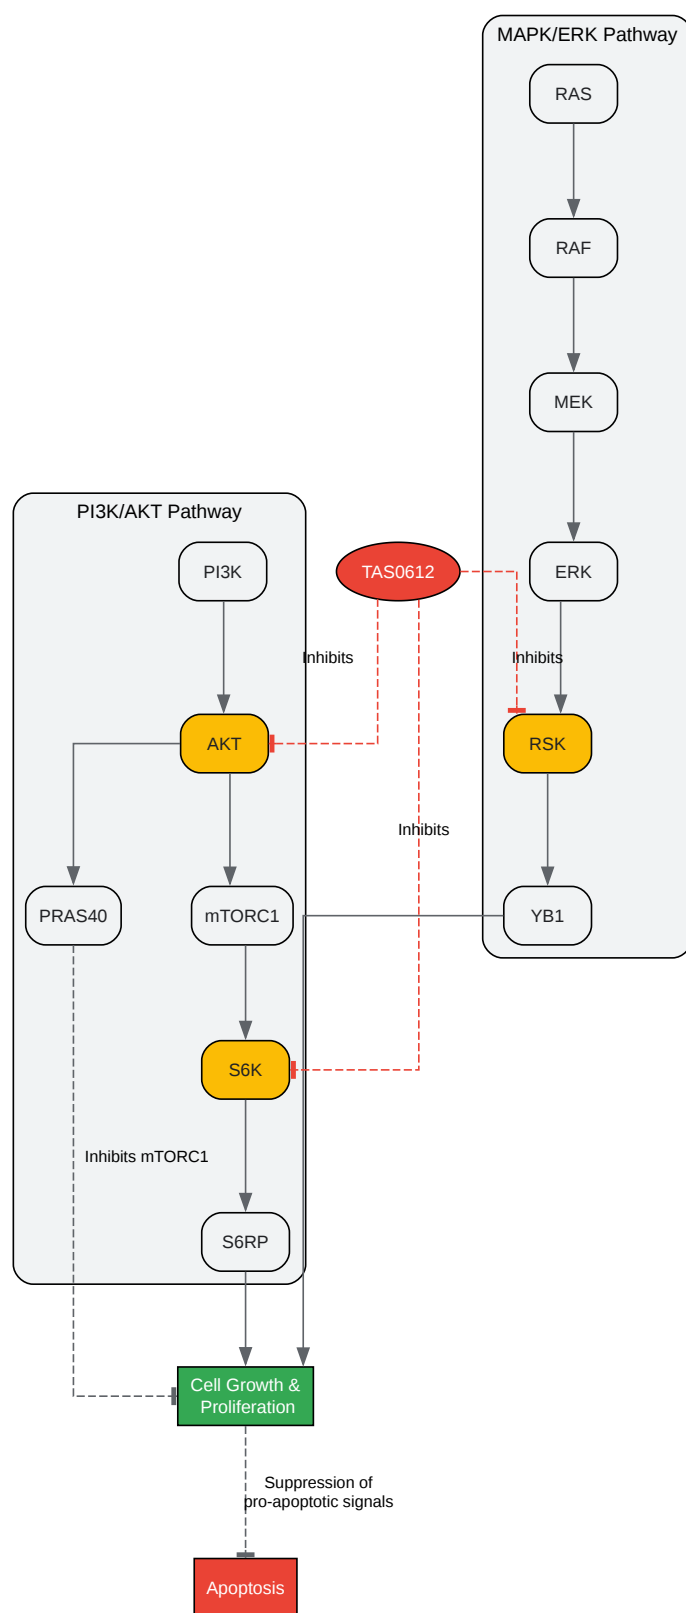 MAPK/ERK Pathway
RAS
RAF
MEK
PI3K/AKT Pathway
PI3K
TAS0612
ERK
Inhibits
Inhibits
AKT
RSK
Inhibits
PRAS40
mTORC1
YB1
S6K
Inhibits mTORC1
S6RP
Cell Growth &
Proliferation
Suppression of
pro-apoptotic signals
Apoptosis